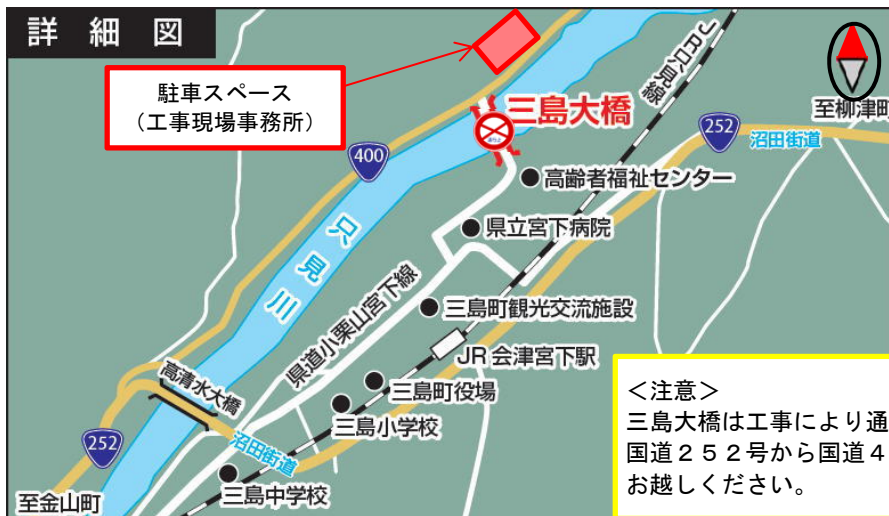 詳細図
駐車スペース
（工事現場事務所）
三島大橋
JR只見線
至柳津町
252
沼田街道
400
高齢者福祉センター
県立宮下病院
只見川
県道小栗山宮下線
三島町観光交流施設
JR会津宮下駅
高清水大橋
三島町役場
三島小学校
252
沼田街道
三島中学校
至金山町
＜注意＞
三島大橋は工事により通
国道２５２号から国道４
お越しください。